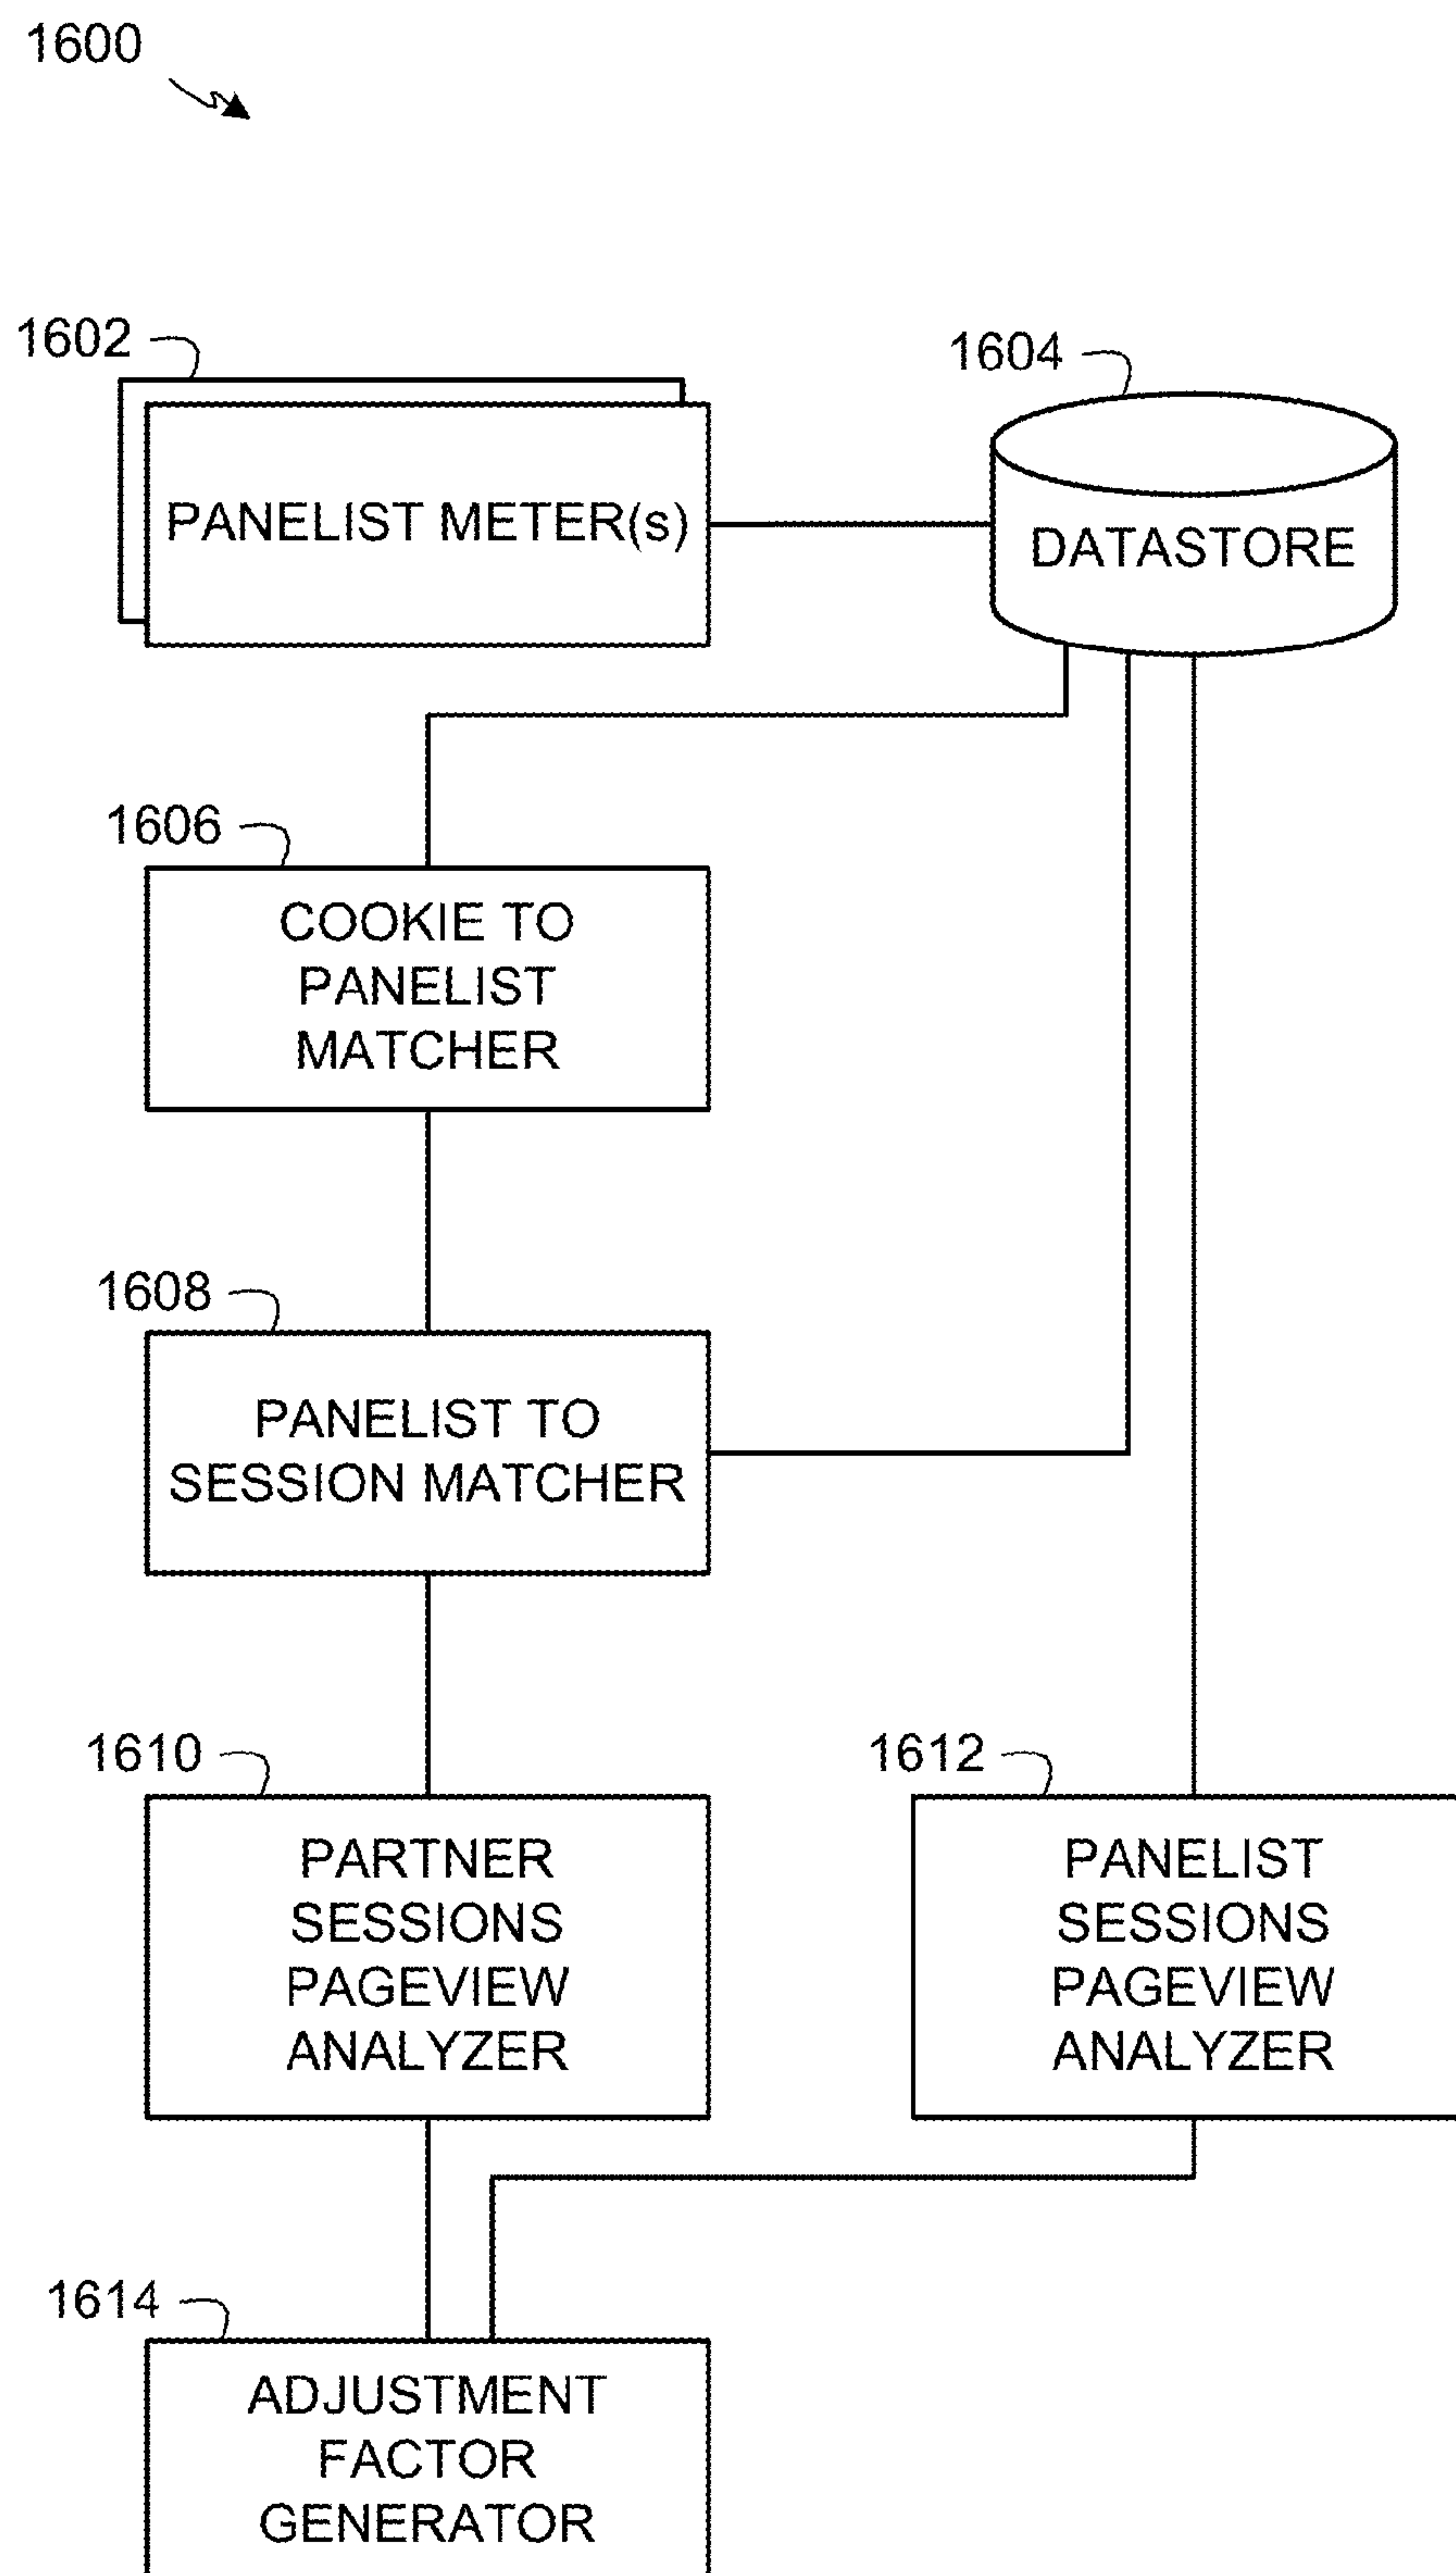 1600
1602
PANELIST METER(s)
1604
DATASTORE
1606
COOKIE TO
PANELIST
MATCHER
1608
PANELIST TO
SESSION MATCHER
1610
PARTNER
SESSIONS
PAGEVIEW
ANALYZER
1612
PANELIST
SESSIONS
PAGEVIEW
ANALYZER
1614
ADJUSTMENT
FACTOR
GENERATOR